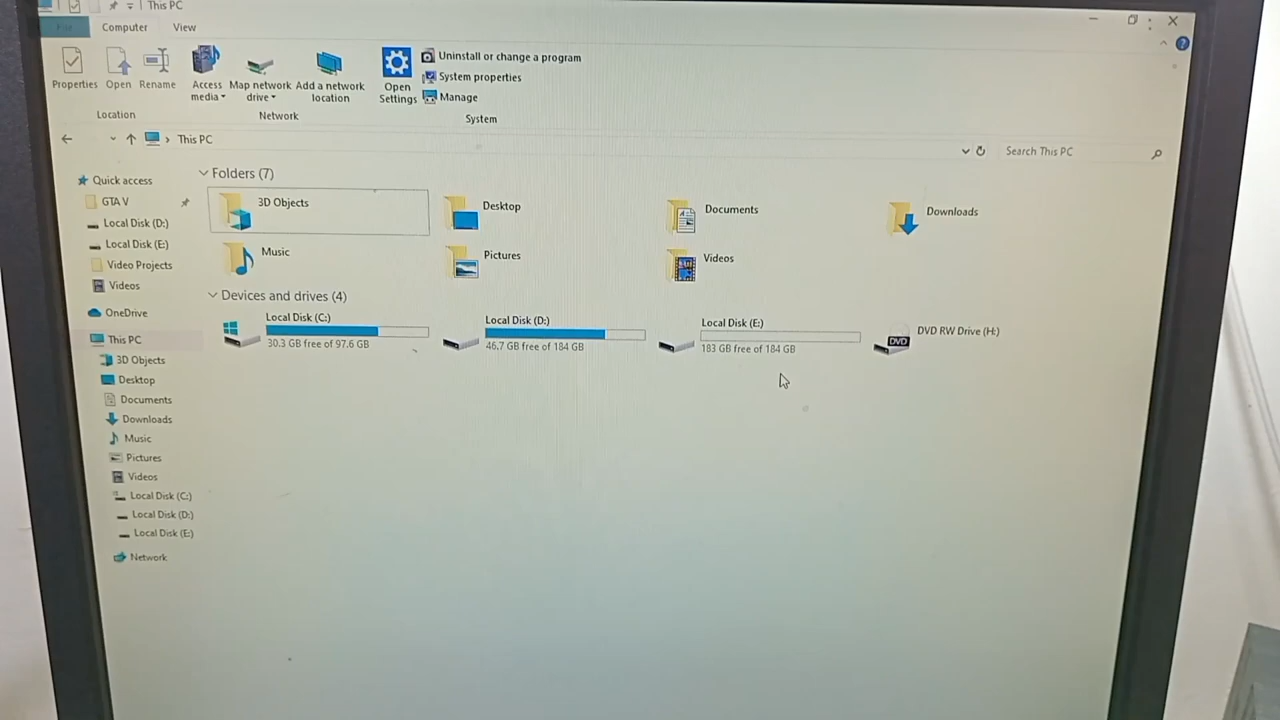 This PC
File Computer View
Properties Open Rename Access media Map network drive Add a network location Open Settings Uninstall or change a program
System properties
Manage
Location Network System
This PC Search This PC
Quick access
GTA V
Local Disk (D:)
Local Disk (E:)
Video Projects
Videos
OneDrive
This PC
3D Objects
Desktop
Documents
Downloads
Music
Pictures
Videos
Local Disk (C:)
Local Disk (D:)
Local Disk (E:)
Network
Folders (7)
3D Objects Desktop Documents Downloads
Music Pictures Videos
Devices and drives (4)
Local Disk (C:)
30.3 GB free of 97.6 GB
Local Disk (D:)
46.7 GB free of 184 GB
Local Disk (E:)
183 GB free of 184 GB
DVD RW Drive (H:)
DVD